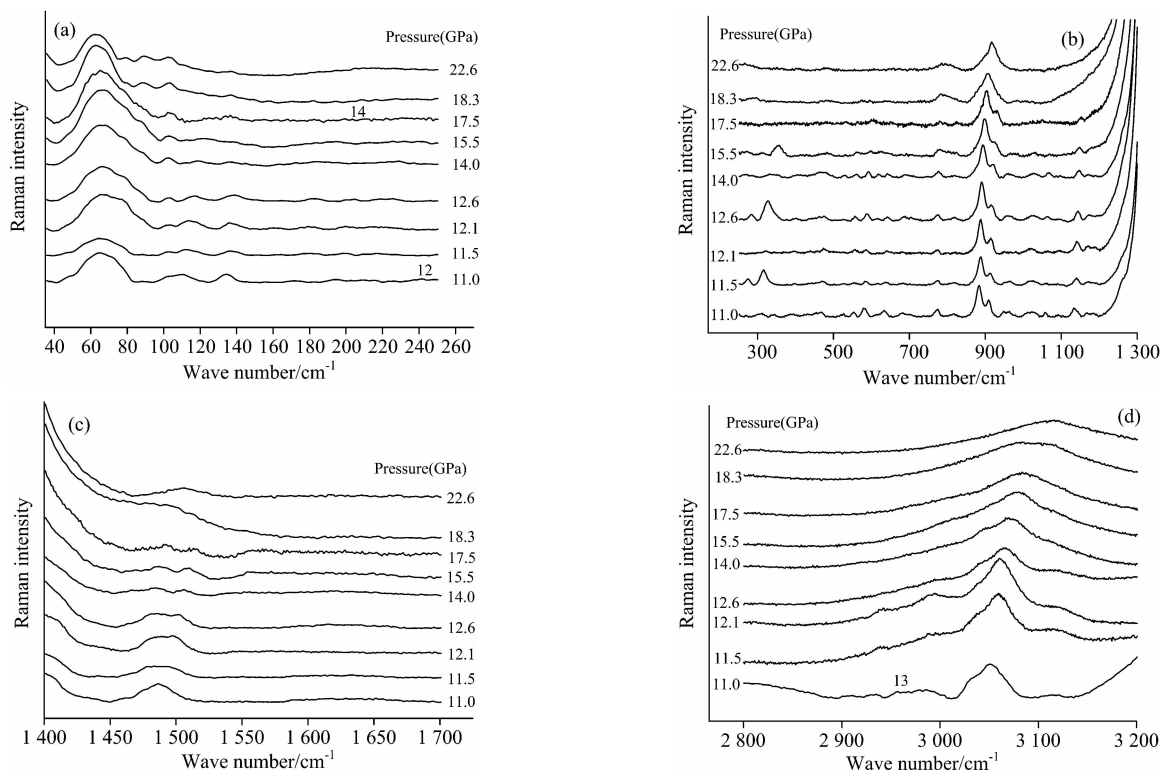 (a)
Pressure(GPa)
22.6
18.3
14
17.5
15.5
14.0
12.6
12.1
11.5
12
11.0
Raman intensity
40 60 80 100 120 140 160 180 200 220 240 260
Wave number/cm-1
Pressure(GPa)
(b)
22.6
18.3
17.5
15.5
14.0
12.6
12.1
11.5
11.0
Raman intensity
300 500 700 900 1 100 1 300
Wave number/cm-1
(c)
Pressure(GPa)
22.6
18.3
17.5
15.5
14.0
12.6
12.1
11.5
11.0
Raman intensity
1 400 1 450 1 500 1 550 1 600 1 650 1 700
Wave number/cm-1
(d)
Pressure(GPa)
22.6
18.3
17.5
15.5
14.0
12.6
12.1
11.5
13
11.0
Raman intensity
2 800 2 900 3 000 3 100 3 200
Wave number/cm-1